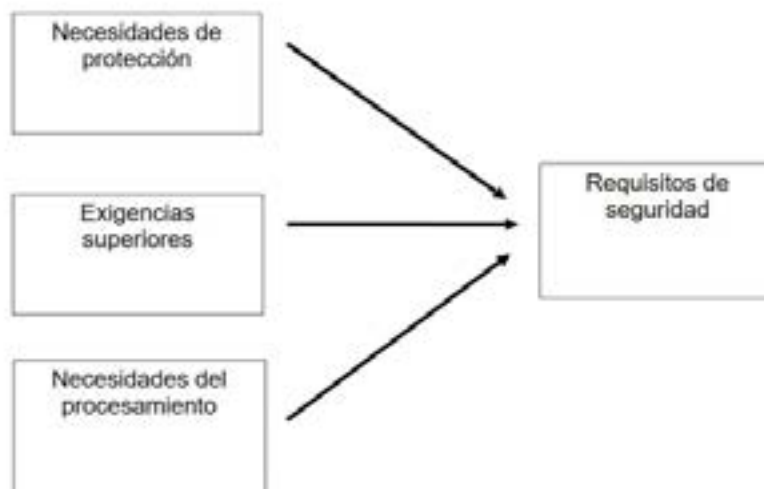 Necesidades de
protección
Exigencias
superiores
Necesidades del
procesamiento
Requisitos de
seguridad